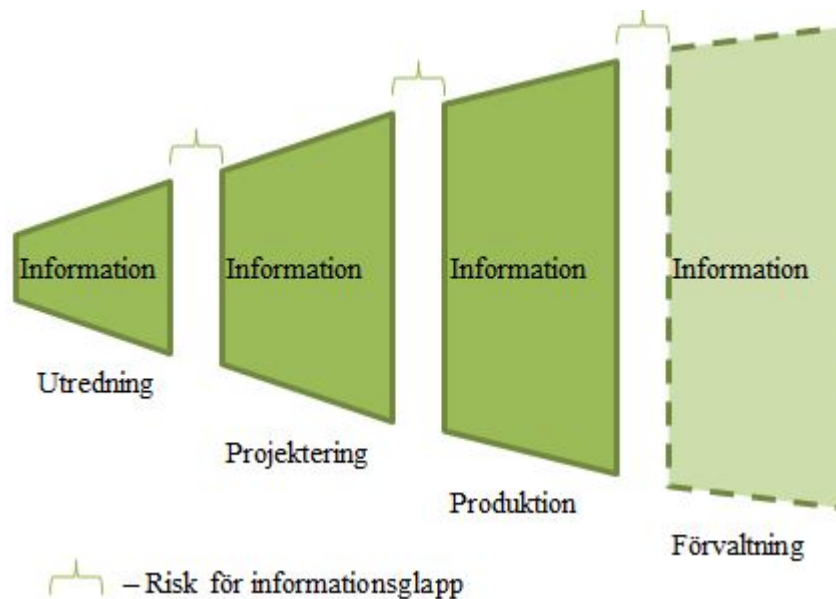 Information
Information
Information
Information
Utredning
Projektering
Produktion
Förvaltning
– Risk för informationsglapp